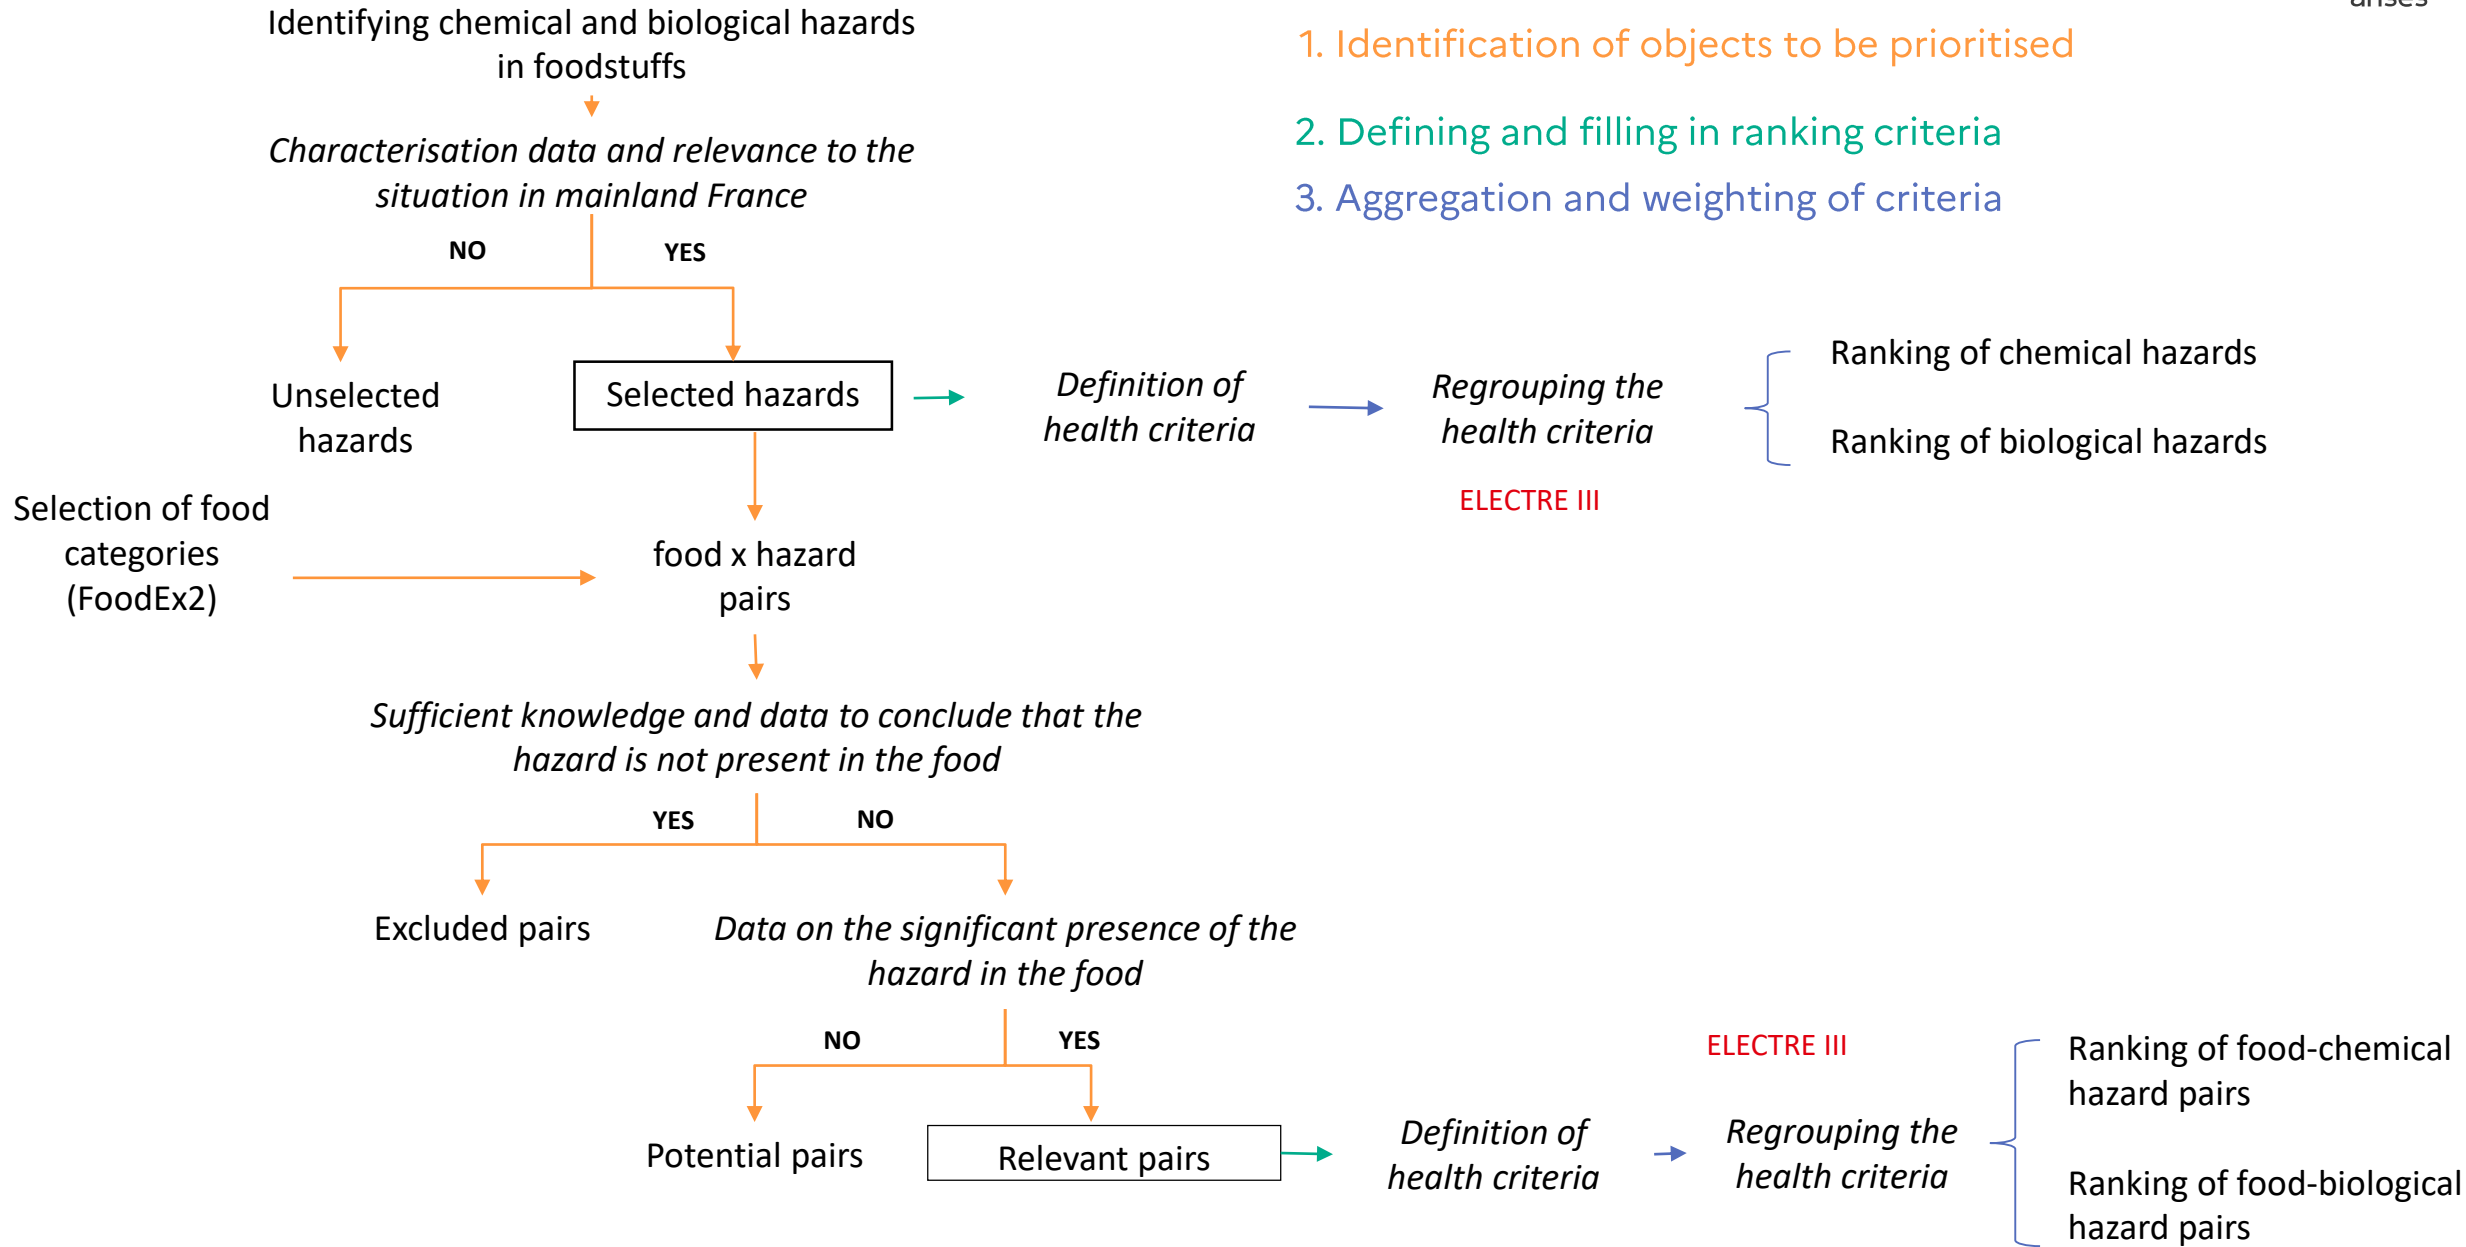 anses
Identifying chemical and biological hazards
in foodstuffs
1. Identification of objects to be prioritised
2. Defining and filling in ranking criteria
3. Aggregation and weighting of criteria
Characterisation data and relevance to the
situation in mainland France
NO
YES
Unselected
hazards
Selected hazards
Definition of
health criteria
Regrouping the
health criteria
ELECTRE III
Ranking of chemical hazards
Ranking of biological hazards
Selection of food
categories
(FoodEx2)
food x hazard
pairs
Sufficient knowledge and data to conclude that the
hazard is not present in the food
YES
NO
Excluded pairs
Data on the significant presence of the
hazard in the food
NO
YES
Potential pairs
Relevant pairs
Definition of
health criteria
ELECTRE III
Regrouping the
health criteria
Ranking of food-chemical
hazard pairs
Ranking of food-biological
hazard pairs